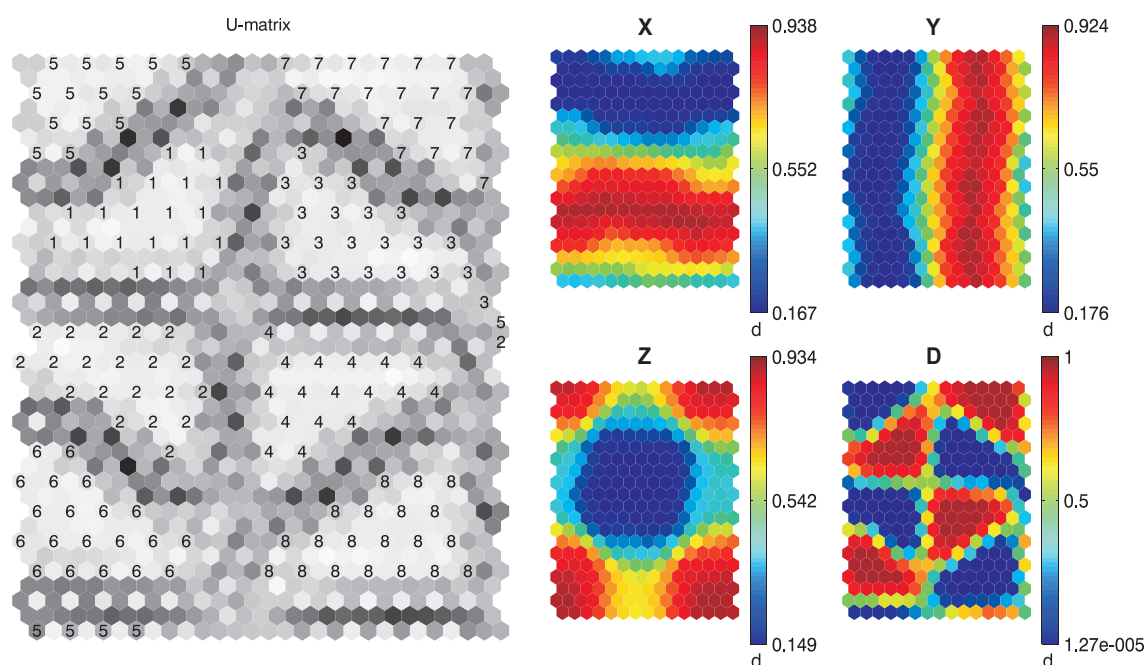 U-matrix
5 5 5 5 5 7 7 7 7 7 7
5 5 5 5 7 7 7 7 7 7
5 5 5 7 7 7
5 5 1 1 3 7 7 7
1 1 1 1 3 3 3 7
1 1 1 1 1 3 3 3 3
1 1 1 1 1 1 3 3 3 3 3 3
1 1 1 3 3 3 3 3 3
3
5
2 2 2 2 2 4
2
2 2 2 2 2 2 4 4 4 4 4
2 2 2 2 2 4 4 4 4 4 4
2 2 2 4 4 4
6 6 2 4 4
6 6 6 8 8 8
6 6 6 6 8 8 8 8
6 6 6 6 6 6 8 8 8 8 8 8
6 6 6 6 6 8 8 8 8 8 8 8
5 5 5 5
X
0.938
0.552
0.167
d
Y
0.924
0.55
0.176
d
Z
0.934
0.542
0.149
d
D
1
0.5
1.27e-005
d